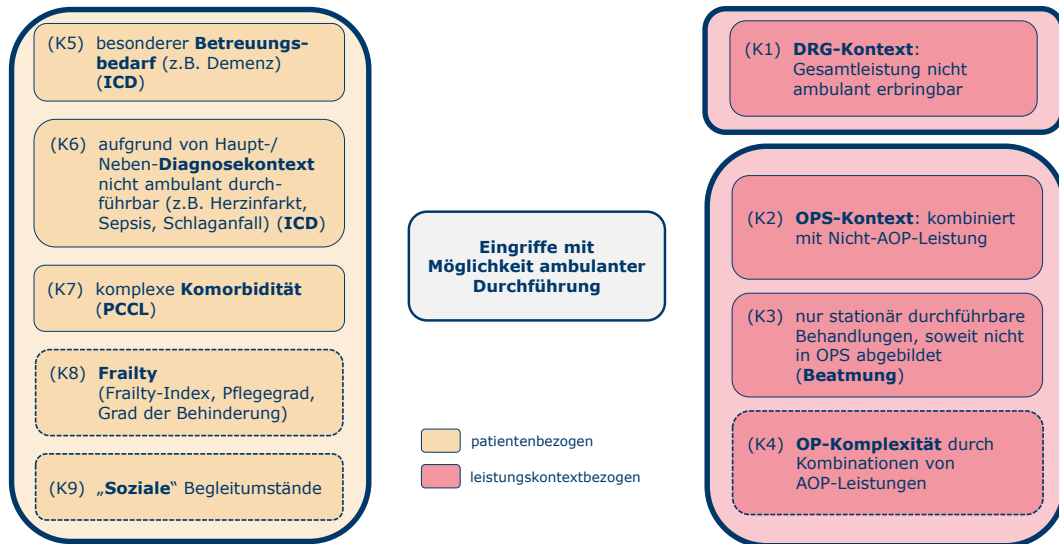 (K5) besonderer Betreuungs-
bedarf (z.B. Demenz)
(ICD)
(K6) aufgrund von Haupt-/
Neben-Diagnosekontext
nicht ambulant durch-
führbar (z.B. Herzinfarkt,
Sepsis, Schlaganfall) (ICD)
(K7) komplexe Komorbidität
(PCCL)
(K8) Frailty
(Frailty-Index, Pflegegrad,
Grad der Behinderung)
(K9) „Soziale“ Begleitumstände
Eingriffe mit
Möglichkeit ambulanter
Durchführung
patientenbezogen
leistungskontextbezogen
(K1) DRG-Kontext:
Gesamtleistung nicht
ambulant erbringbar
(K2) OPS-Kontext: kombiniert
mit Nicht-AOP-Leistung
(K3) nur stationär durchführbare
Behandlungen, soweit nicht
in OPS abgebildet
(Beatmung)
(K4) OP-Komplexität durch
Kombinationen von
AOP-Leistungen